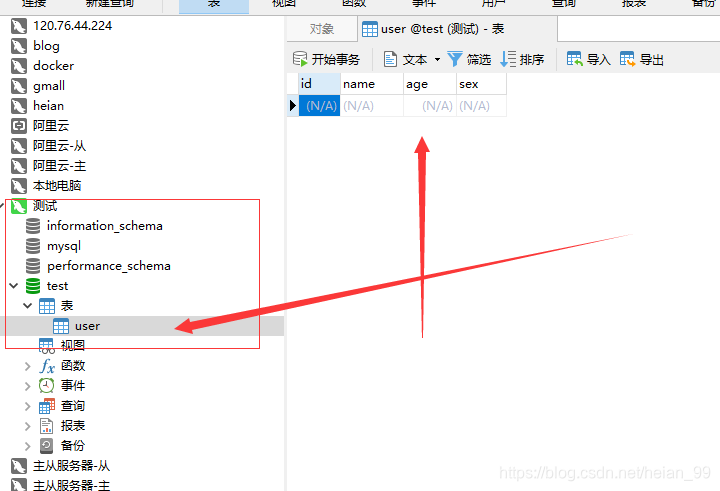 连接 新建查询 表 视图 函数 事件 用户 查询 报表 备份
120.76.44.224
blog
docker
gmall
heian
阿里云
阿里云-从
阿里云-主
本地电脑
测试
information_schema
mysql
performance_schema
test
表
user
视图
函数
事件
查询
报表
备份
主从服务器-从
主从服务器-主
对象 user @test (测试) - 表
开始事务 文本 筛选 排序 导入 导出
id name age sex
(N/A) (N/A) (N/A) (N/A)
https://blog.csdn.net/heian_99